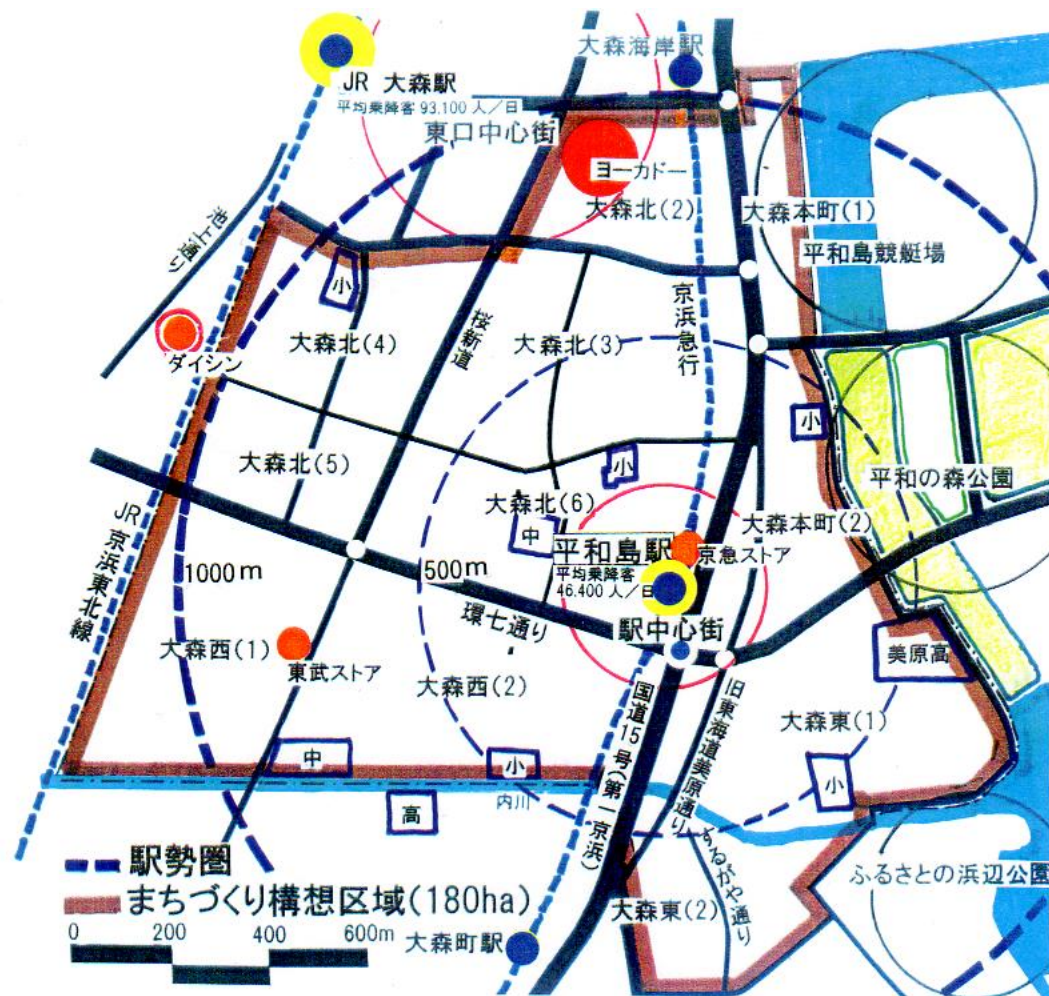 大森海岸駅
JR 大森駅
平均乗降客 93.100 人/日
東口中心街
ヨーカドー
大森北(2)
大森本町(1)
池上通り
平和島競艇場
小
京浜急行
桜新道
大森北(4)
大森北(3)
ダイシン
小
小
大森北(5)
平和の森公園
大森北(6)
中
大森本町(2)
平和島駅
京急ストア
平均乗降客
46.400 人/日
JR 京浜東北線
1000m
500m
環七通り
駅中心街
大森西(1)
東武ストア
大森西(2)
美原高
国道15号(第一京浜)
旧東海道美原通り
大森東(1)
中
小
小
内川
高
するがや通り
駅勢圏
まちづくり構想区域(180ha)
ふるさとの浜辺公園
大森東(2)
0 200 400 600m
大森町駅